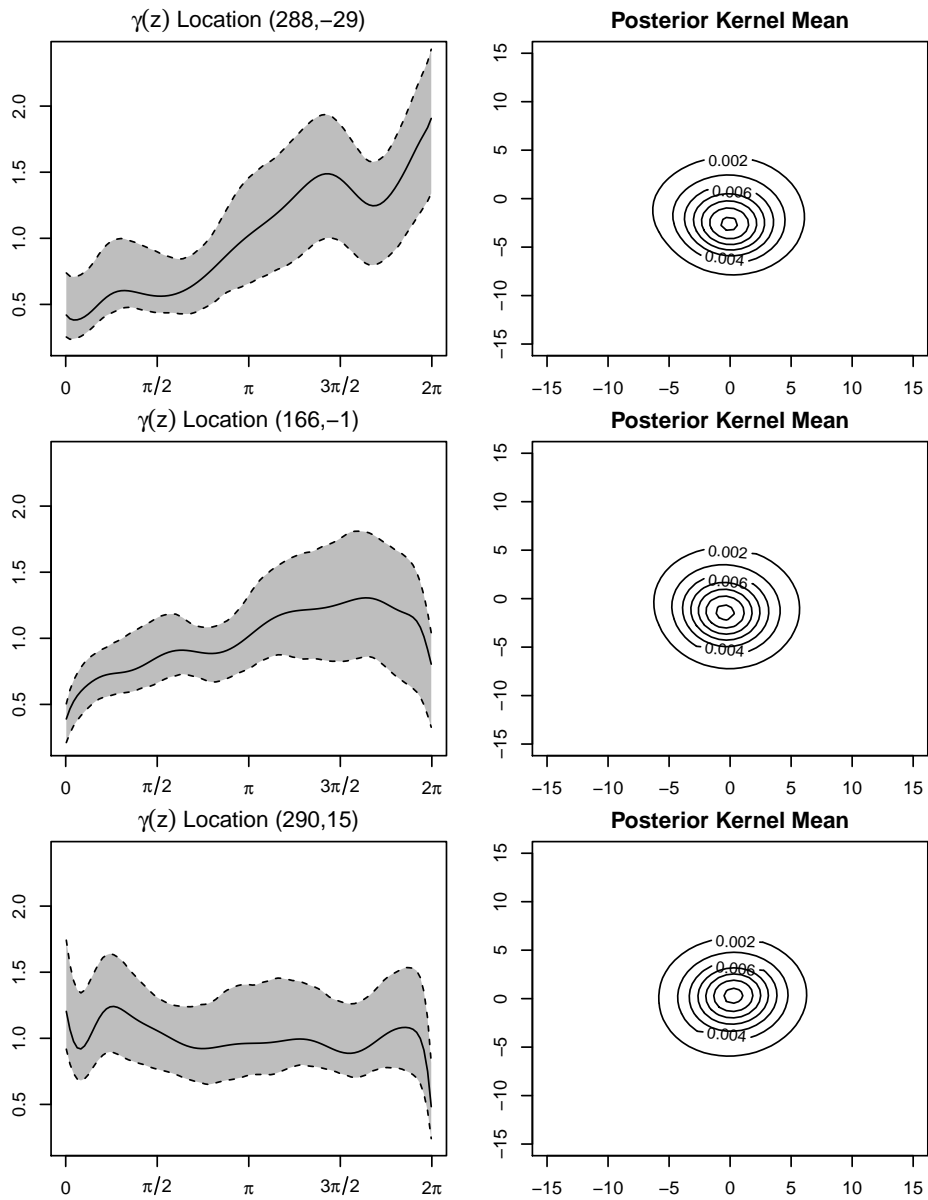 γ(z) Location (288,−29)
0.5 1.0 1.5 2.0
0 π/2 π 3π/2 2π
Posterior Kernel Mean
−15 −10 −5 0 5 10 15
0.002
0.006
0.004
−15 −10 −5 0 5 10 15
γ(z) Location (166,−1)
0.5 1.0 1.5 2.0
0 π/2 π 3π/2 2π
Posterior Kernel Mean
−15 −10 −5 0 5 10 15
0.002
0.006
0.004
−15 −10 −5 0 5 10 15
γ(z) Location (290,15)
0.5 1.0 1.5 2.0
0 π/2 π 3π/2 2π
Posterior Kernel Mean
−15 −10 −5 0 5 10 15
0.002
0.006
0.004
−15 −10 −5 0 5 10 15